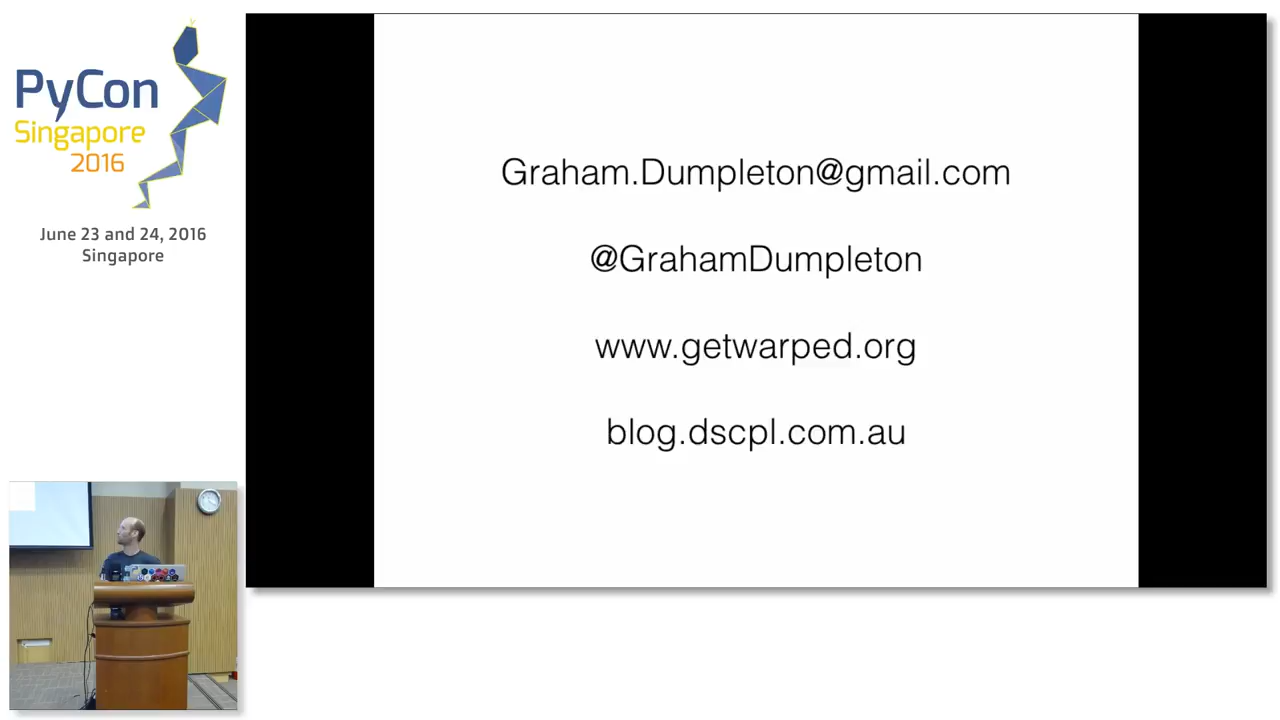 PyCon
Singapore
2016
June 23 and 24, 2016
Singapore
Graham.Dumpleton@gmail.com
@GrahamDumpleton
www.getwarped.org
blog.dscpl.com.au